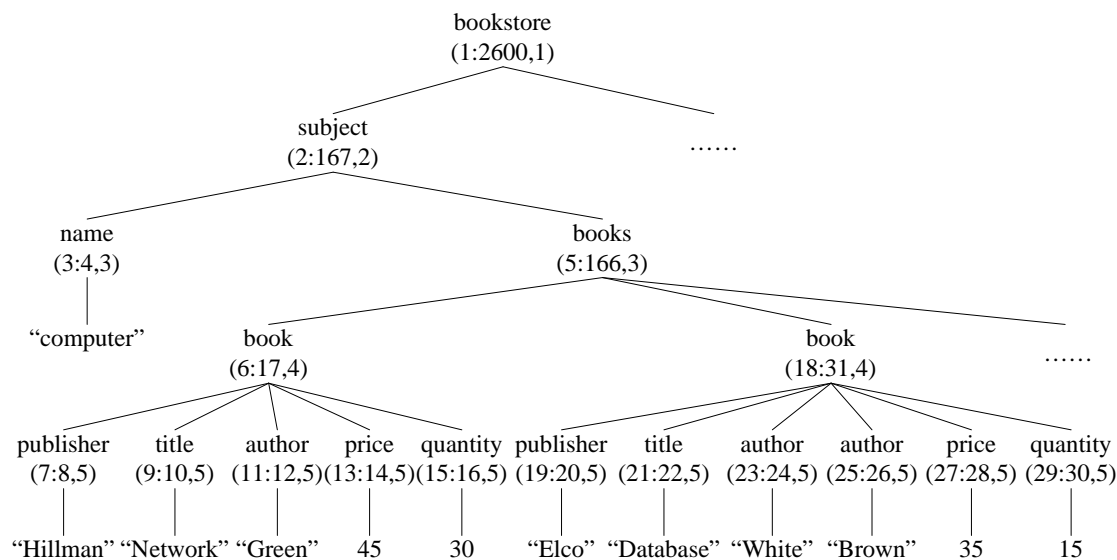 bookstore
(1:2600,1)
subject
(2:167,2)
……
name
(3:4,3)
books
(5:166,3)
“computer”
book
(6:17,4)
book
(18:31,4)
……
publisher title author price quantity publisher title author author price quantity
(7:8,5) (9:10,5) (11:12,5) (13:14,5) (15:16,5) (19:20,5) (21:22,5) (23:24,5) (25:26,5) (27:28,5) (29:30,5)
“Hillman” “Network” “Green” 45 30 “Elco” “Database” “White” “Brown” 35 15